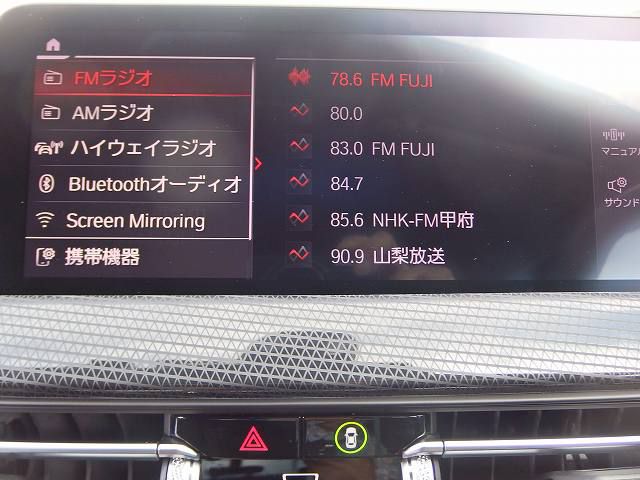 FMラジオ
AMラジオ
ハイウェイラジオ
Bluetoothオーディオ
Screen Mirroring
携帯機器
78.6 FM FUJI
80.0
83.0 FM FUJI
84.7
85.6 NHK-FM甲府
90.9 山梨放送
マニュアル
サウンド